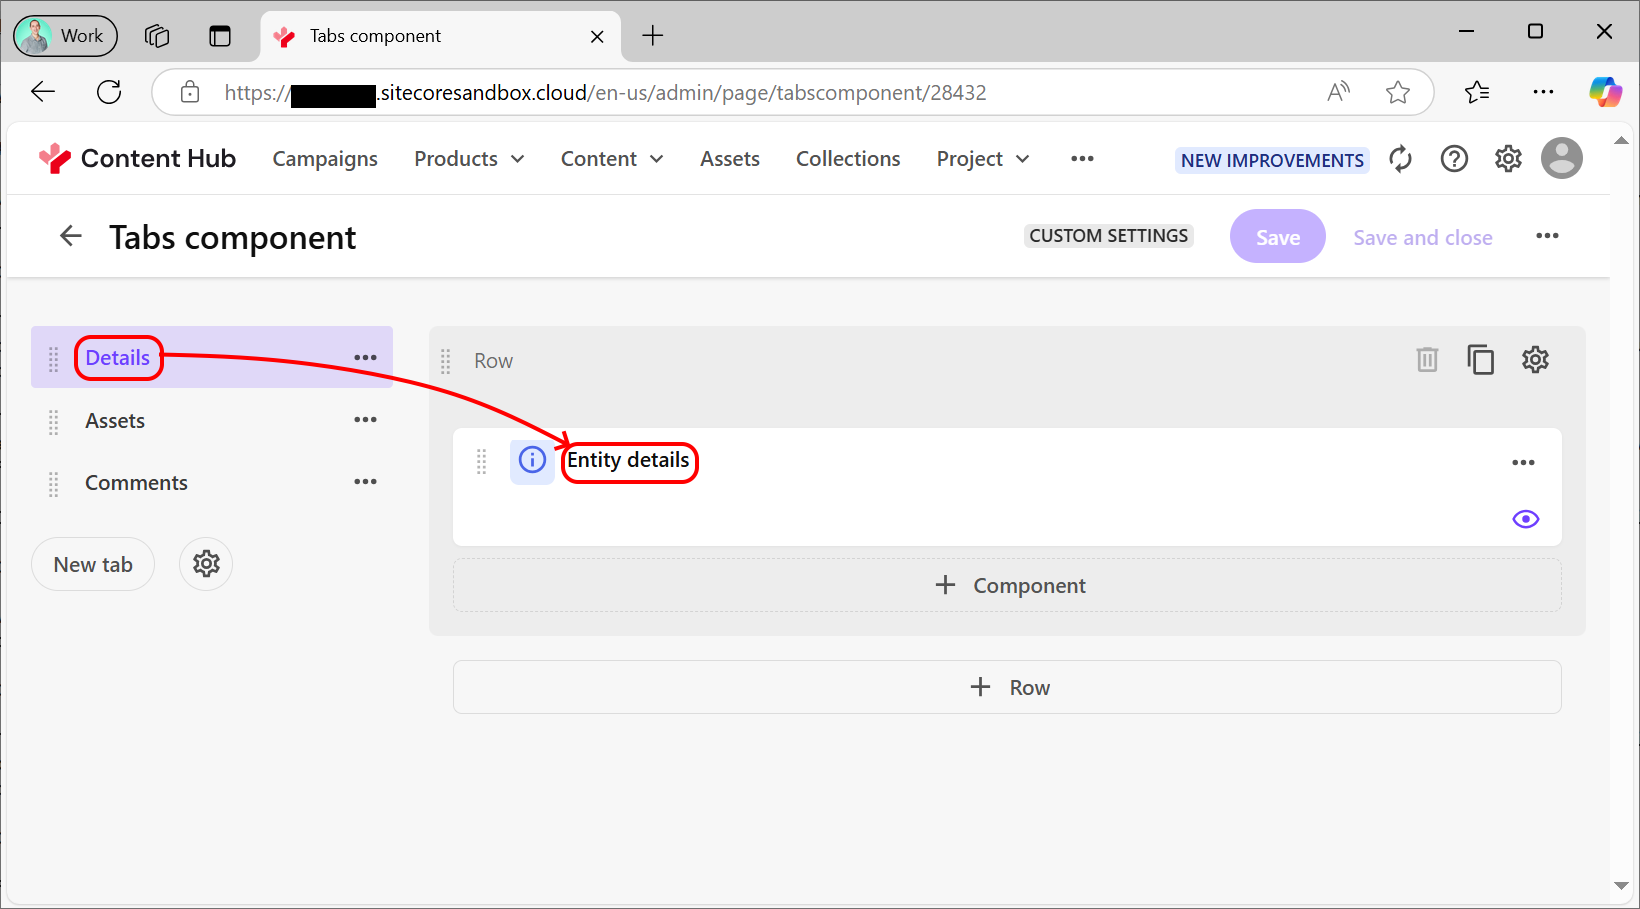 Work
Tabs component
https:// .sitecoresandbox.cloud/en-us/admin/page/tabscomponent/28432
Content Hub Campaigns Products Content Assets Collections Project NEW IMPROVEMENTS
Tabs component CUSTOM SETTINGS Save Save and close
Details
Assets
Comments
New tab
Row
Entity details
+ Component
+ Row